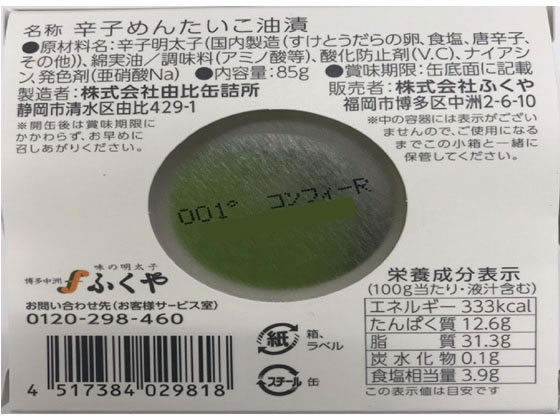 名称 辛子めんたいこ油漬
●原材料名:辛子明太子(国内製造(すけとうだらの卵、食塩、唐辛子、
その他))、綿実油/調味料(アミノ酸等)、酸化防止剤(V.C)、ナイアシ
ン、発色剤(亜硝酸Na) ●内容量:85g ●賞味期限:缶底面に記載
製造者:株式会社由比缶詰所
静岡市清水区由比429-1
販売者:株式会社ふくや
福岡市博多区中洲2-6-10
※開缶後は賞味期限に
かかわらず、お早めに
召しあがりください。
※中の容器には表示がござい
ませんので、ご使用になる
までこの小箱と一緒に
保管してください。
001° コンフィーR
味の明太子
博多中洲 ふくや
お問い合わせ先(お客様サービス室)
0120-298-460
4 517384 029818
紙 箱、
ラベル
スチール 缶
栄養成分表示
(100g当たり・液汁含む)
エネルギー 333kcal
たんぱく質 12.6g
脂質 31.3g
炭水化物 0.1g
食塩相当量 3.9g
この表示値は目安です